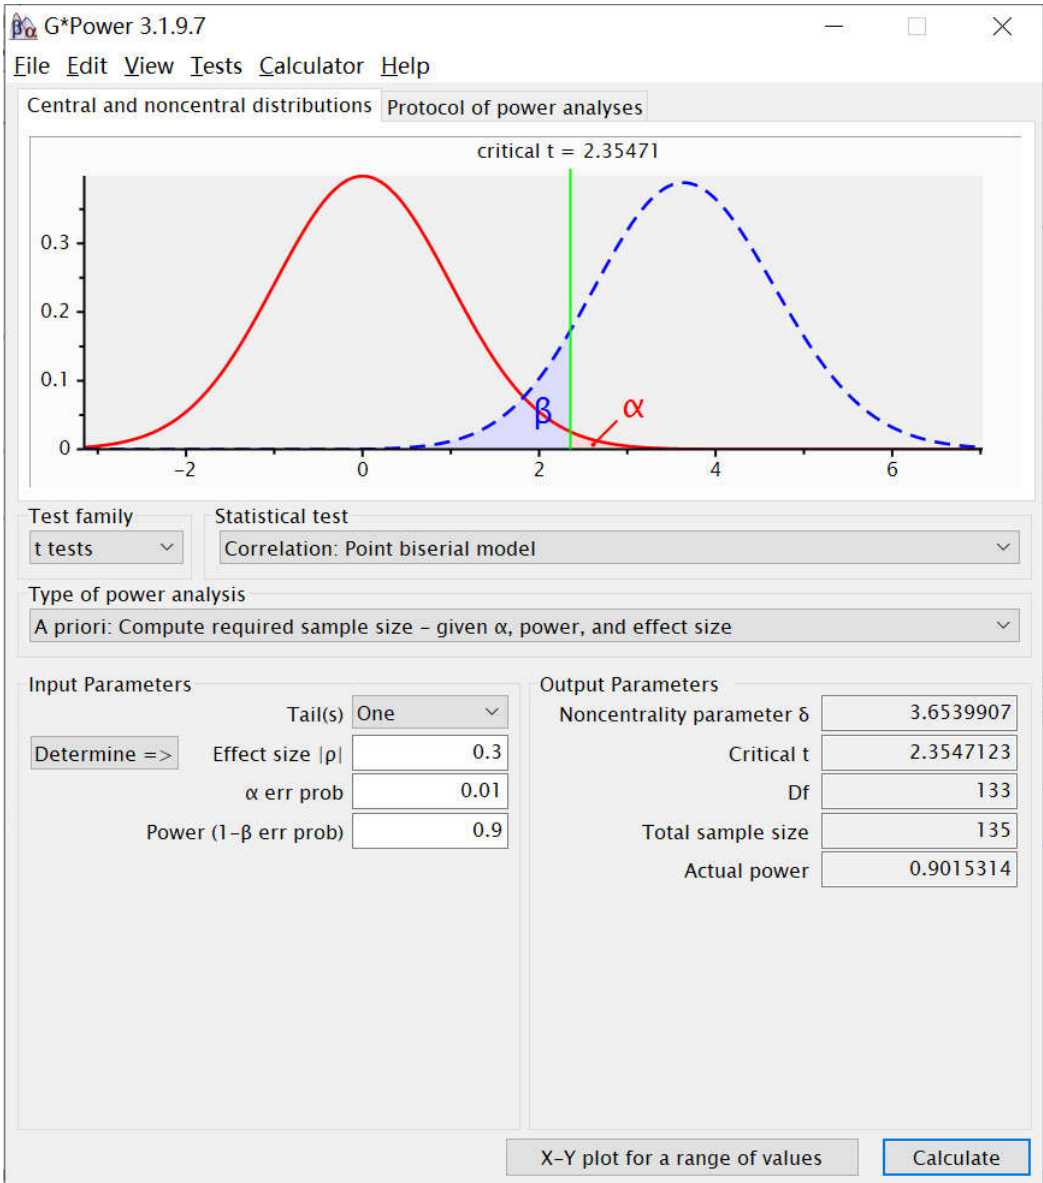 G*Power 3.1.9.7
File Edit View Tests Calculator Help
Central and noncentral distributions Protocol of power analyses
critical t = 2.35471
0.3
0.2
0.1
0
β α
-2 0 2 4 6
Test family Statistical test
t tests Correlation: Point biserial model
Type of power analysis
A priori: Compute required sample size – given α, power, and effect size
Input Parameters Output Parameters
Tail(s) One Noncentrality parameter δ 3.6539907
Determine => Effect size |ρ| 0.3 Critical t 2.3547123
α err prob 0.01 Df 133
Power (1-β err prob) 0.9 Total sample size 135
Actual power 0.9015314
X-Y plot for a range of values Calculate